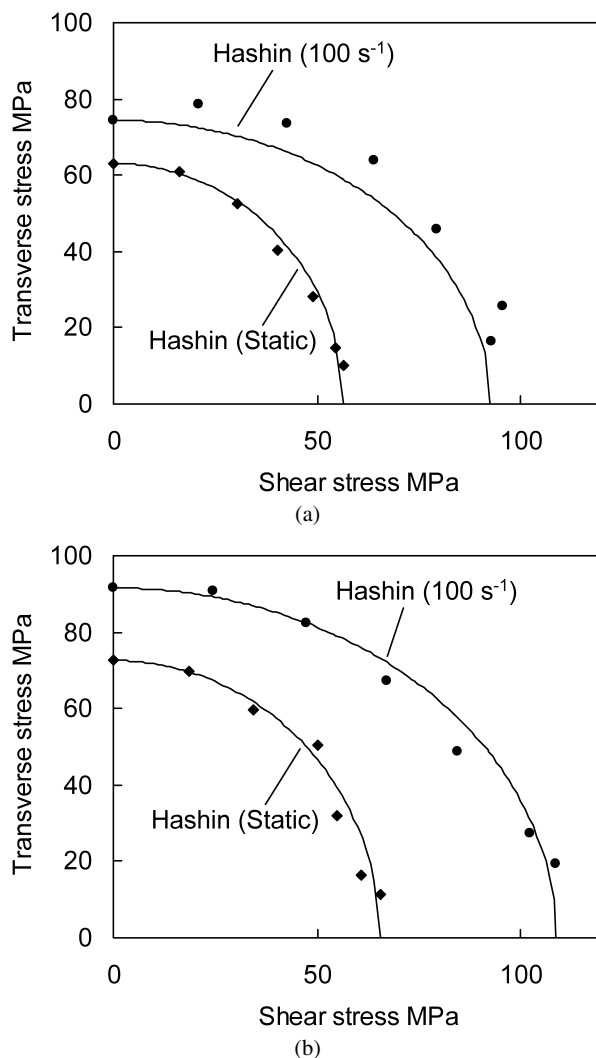 100
80
60
40
20
0
Transverse stress MPa
Hashin (100 s⁻¹)
Hashin (Static)
0 50 100
Shear stress MPa
(a)
100
80
60
40
20
0
Transverse stress MPa
Hashin (100 s⁻¹)
Hashin (Static)
0 50 100
Shear stress MPa
(b)